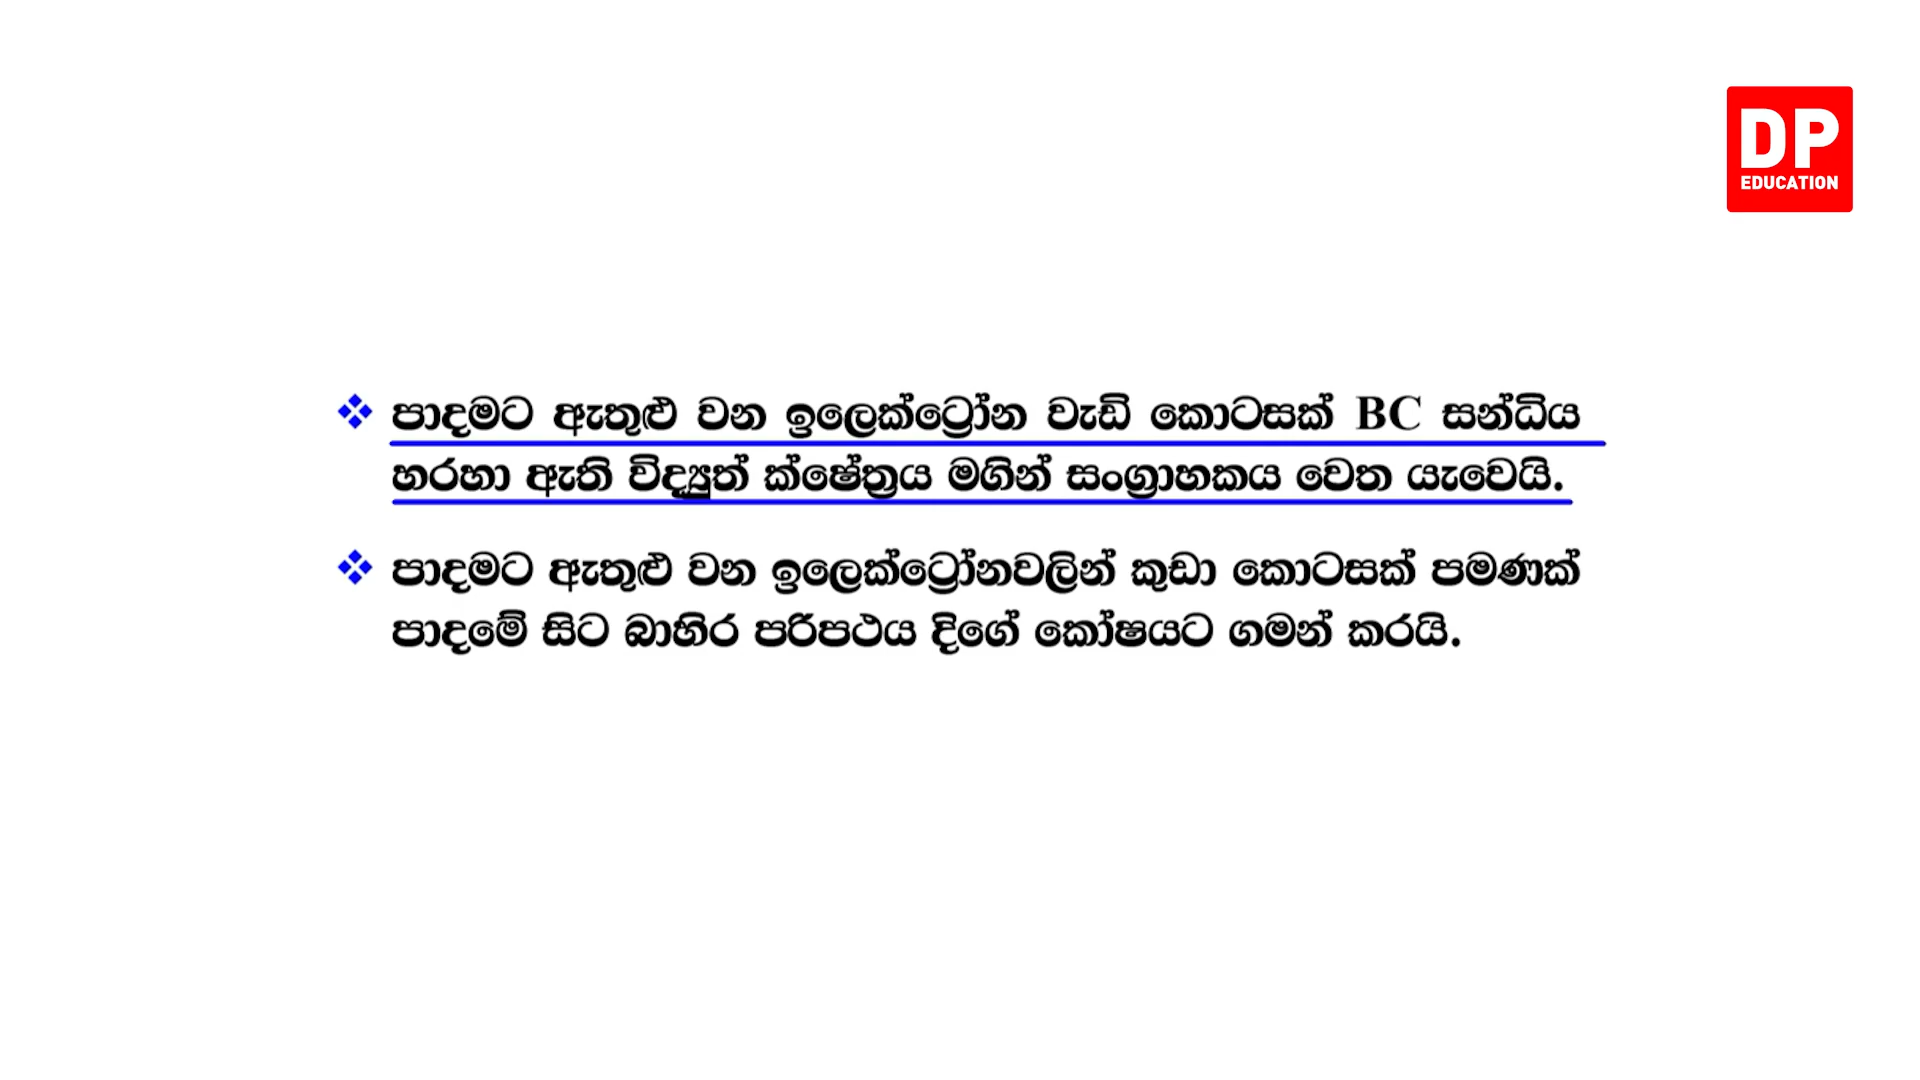 DP
EDUCATION
❖ පාදමට ඇතුළු වන ඉලෙක්ට්‍රෝන වැඩි කොටසක් BC සන්ධිය
හරහා ඇති විද්‍යුත් ක්ෂේත්‍රය මගින් සංග්‍රාහකය වෙත යැවෙයි.
❖ පාදමට ඇතුළු වන ඉලෙක්ට්‍රෝනවලින් කුඩා කොටසක් පමණක්
පාදමේ සිට බාහිර පරිපථය දිගේ කෝෂයට ගමන් කරයි.